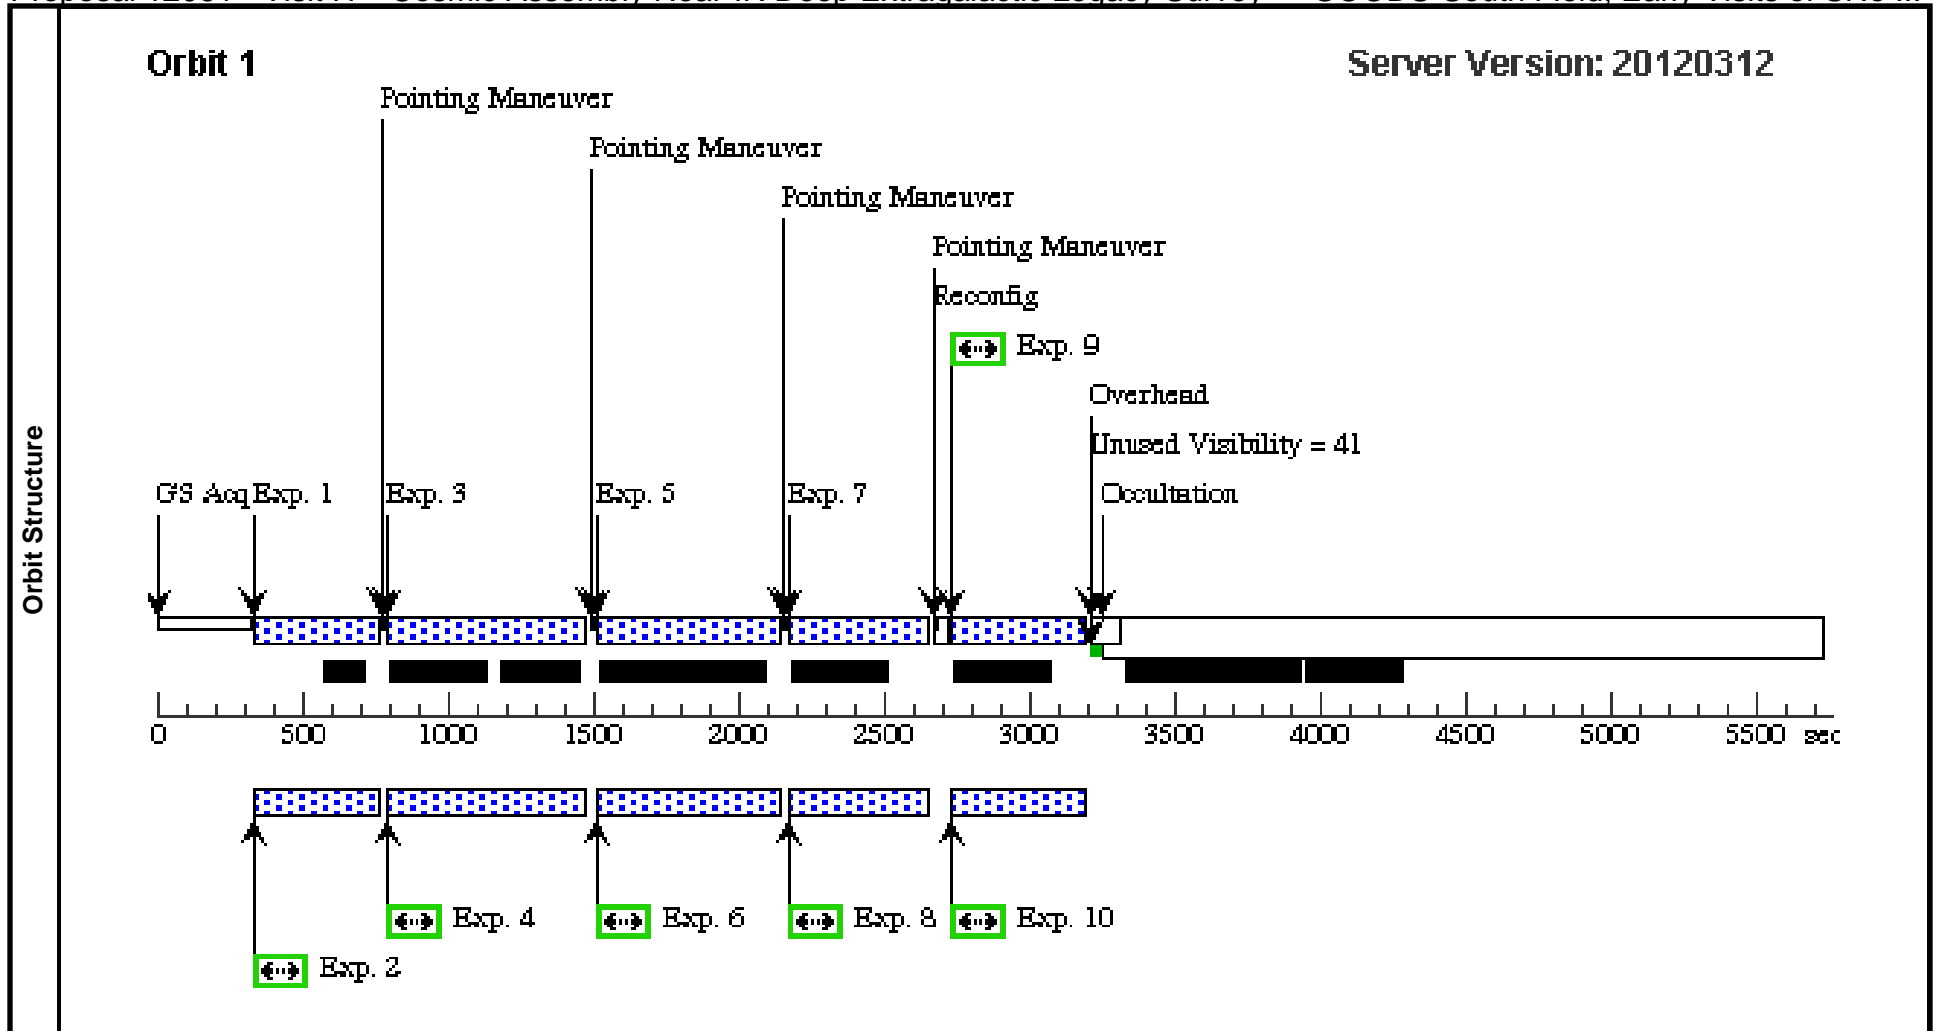 Orbit 1
Server Version: 20120312
Pointing Maneuver
Pointing Maneuver
Pointing Maneuver
Pointing Maneuver
Reconfig
Exp. 9
Overhead
Unused Visibility = 41
GS Acq Exp. 1 Exp. 3 Exp. 5 Exp. 7 Occultation
Orbit Structure
0 500 1000 1500 2000 2500 3000 3500 4000 4500 5000 5500 sec
Exp. 4 Exp. 6 Exp. 8 Exp. 10
Exp. 2